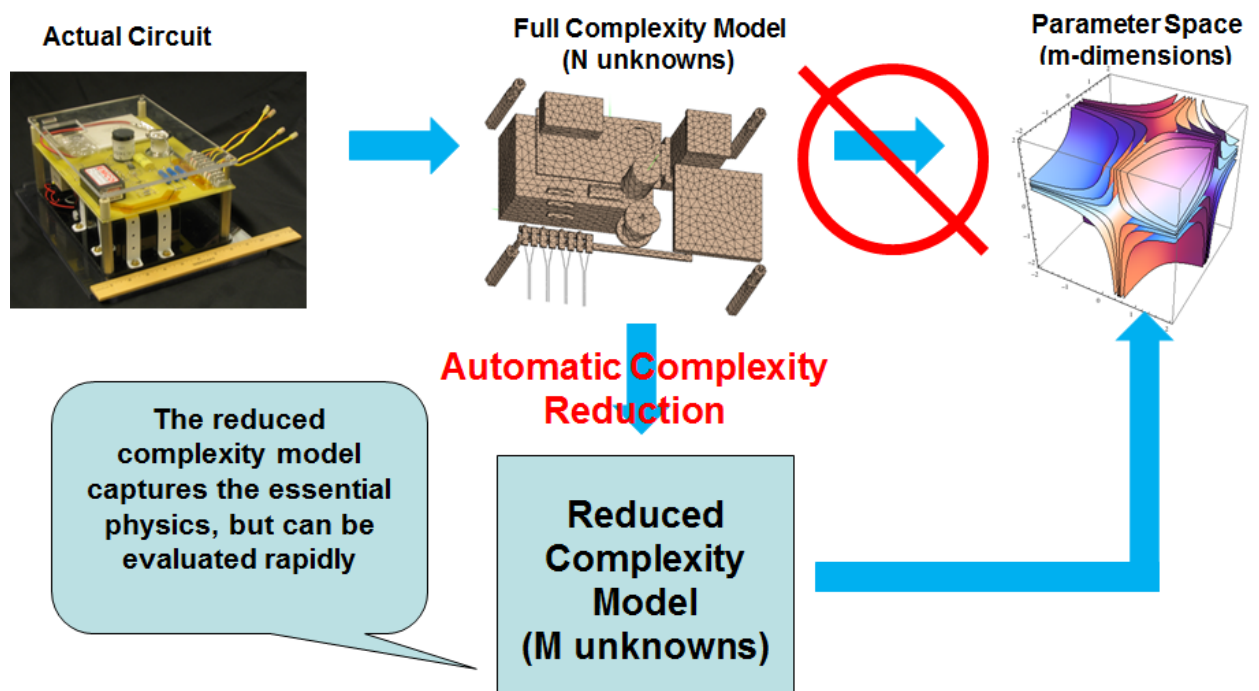 Actual Circuit
Full Complexity Model
(N unknowns)
Parameter Space
(m-dimensions)
Automatic Complexity
Reduction
The reduced
complexity model
captures the essential
physics, but can be
evaluated rapidly
Reduced
Complexity
Model
(M unknowns)